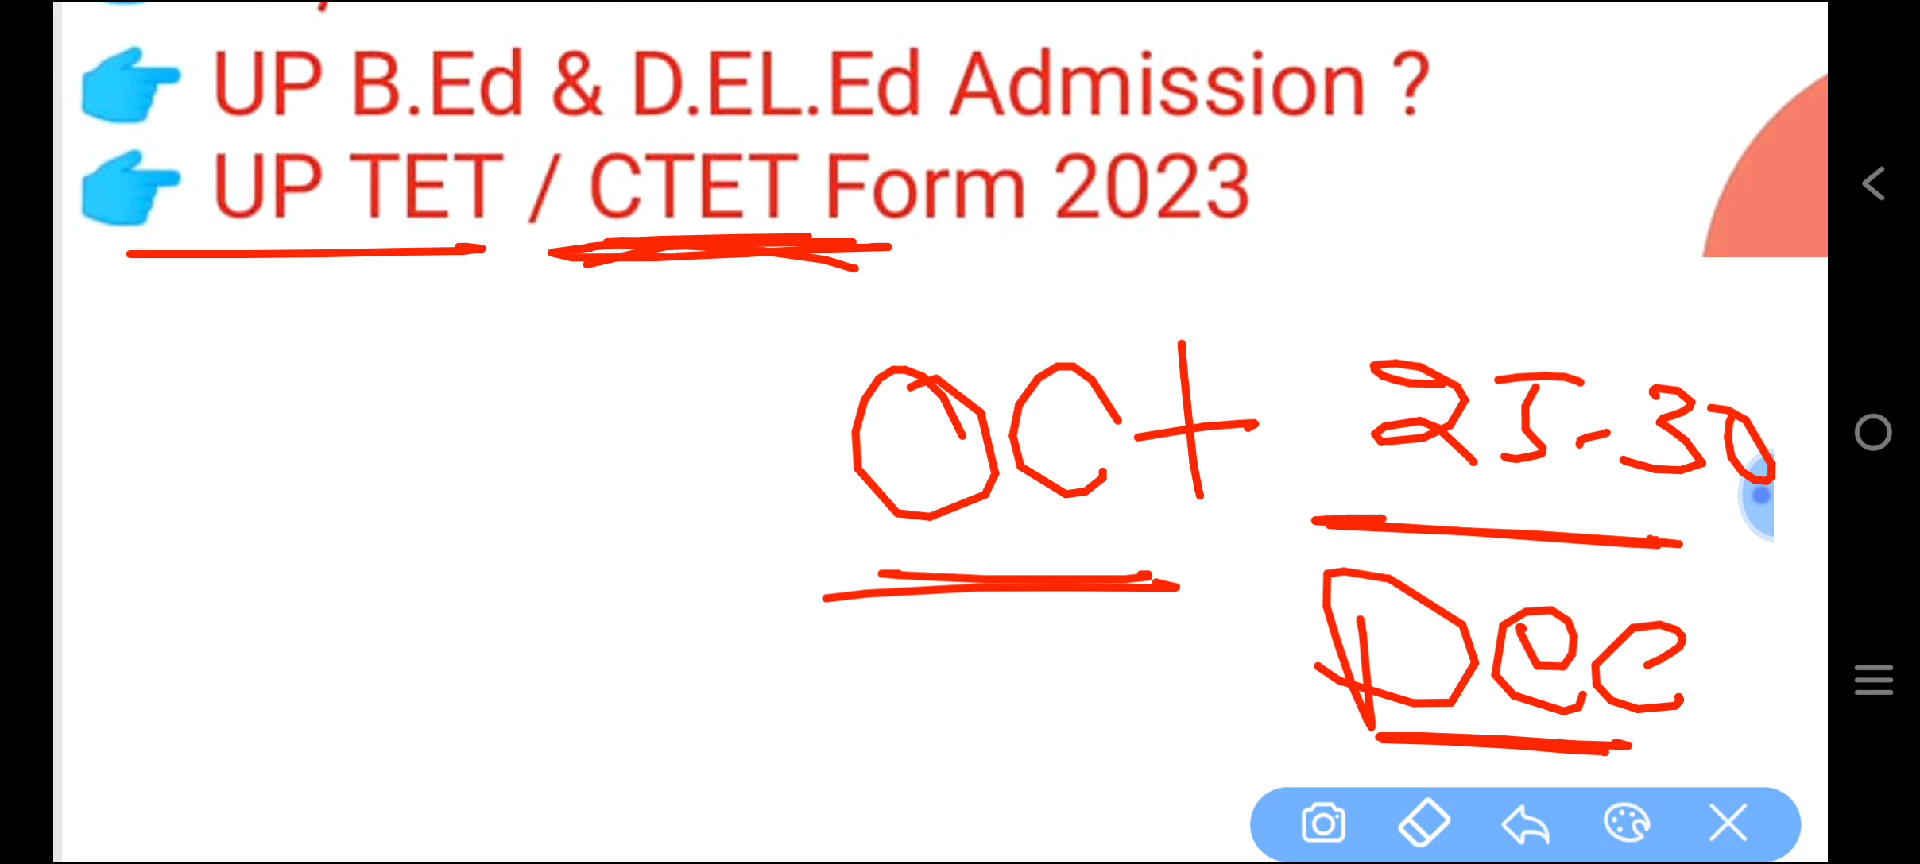 UP B.Ed & D.EL.Ed Admission ?
UP TET / CTET Form 2023
OCt 25-30
Dec